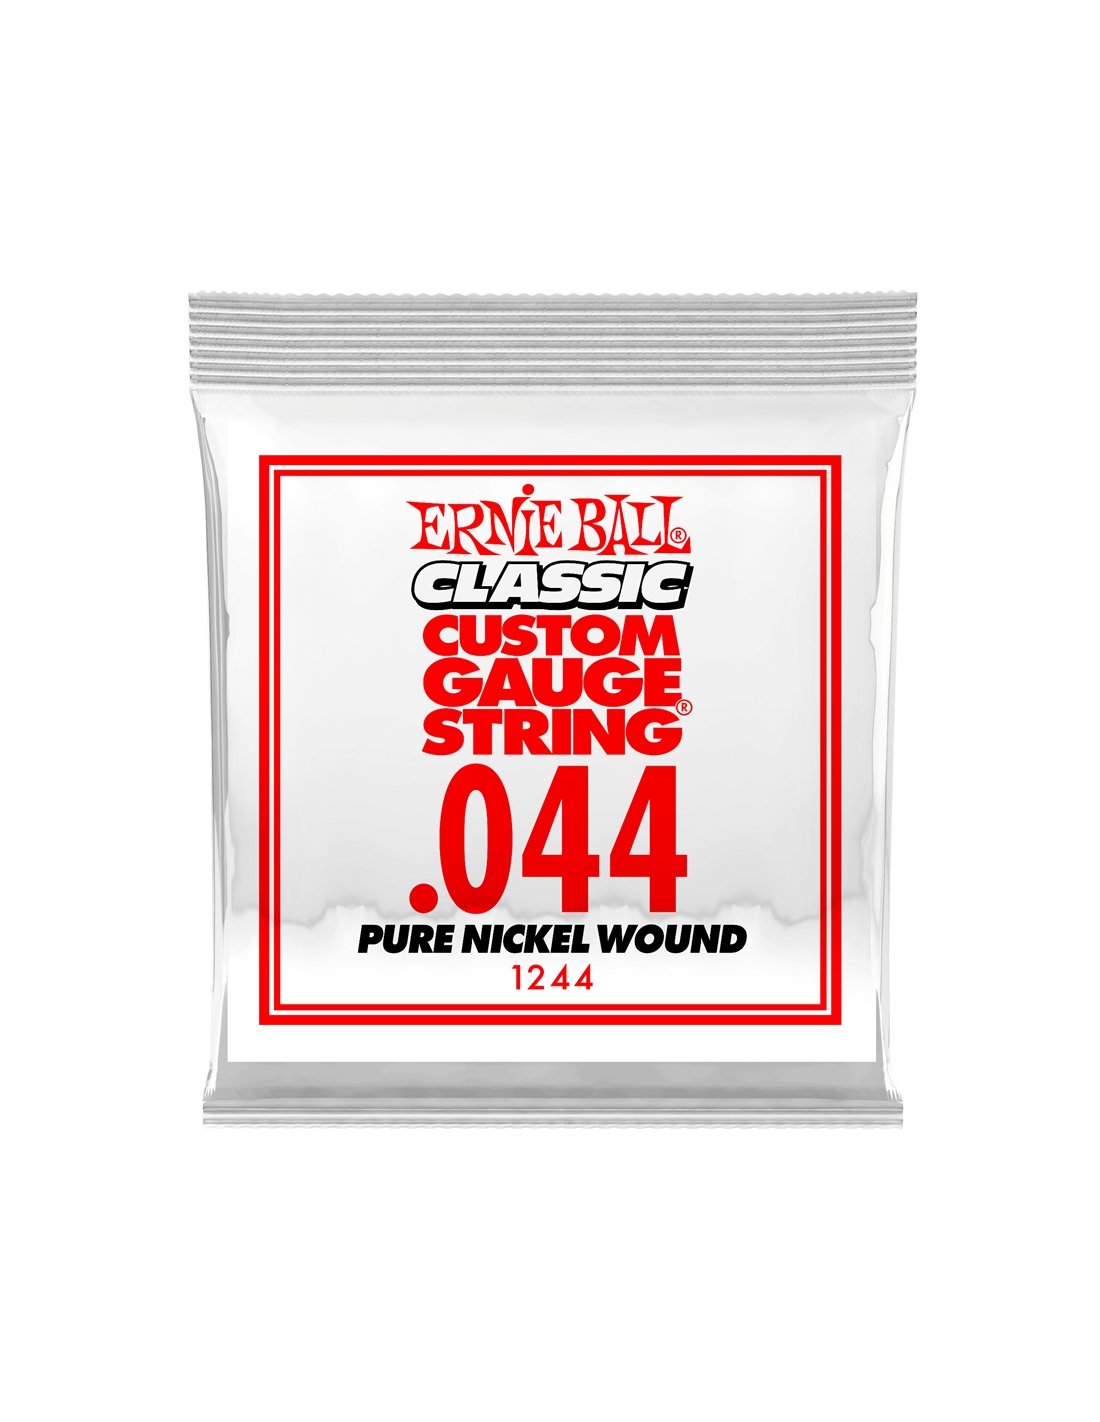 ERNIE BALL®
CLASSIC
CUSTOM
GAUGE
STRING®
.044
PURE NICKEL WOUND
1244